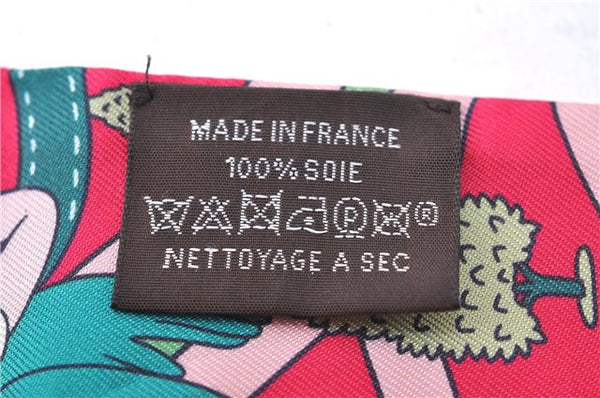 MADE IN FRANCE
100% SOIE
P ®
NETTOYAGE A SEC